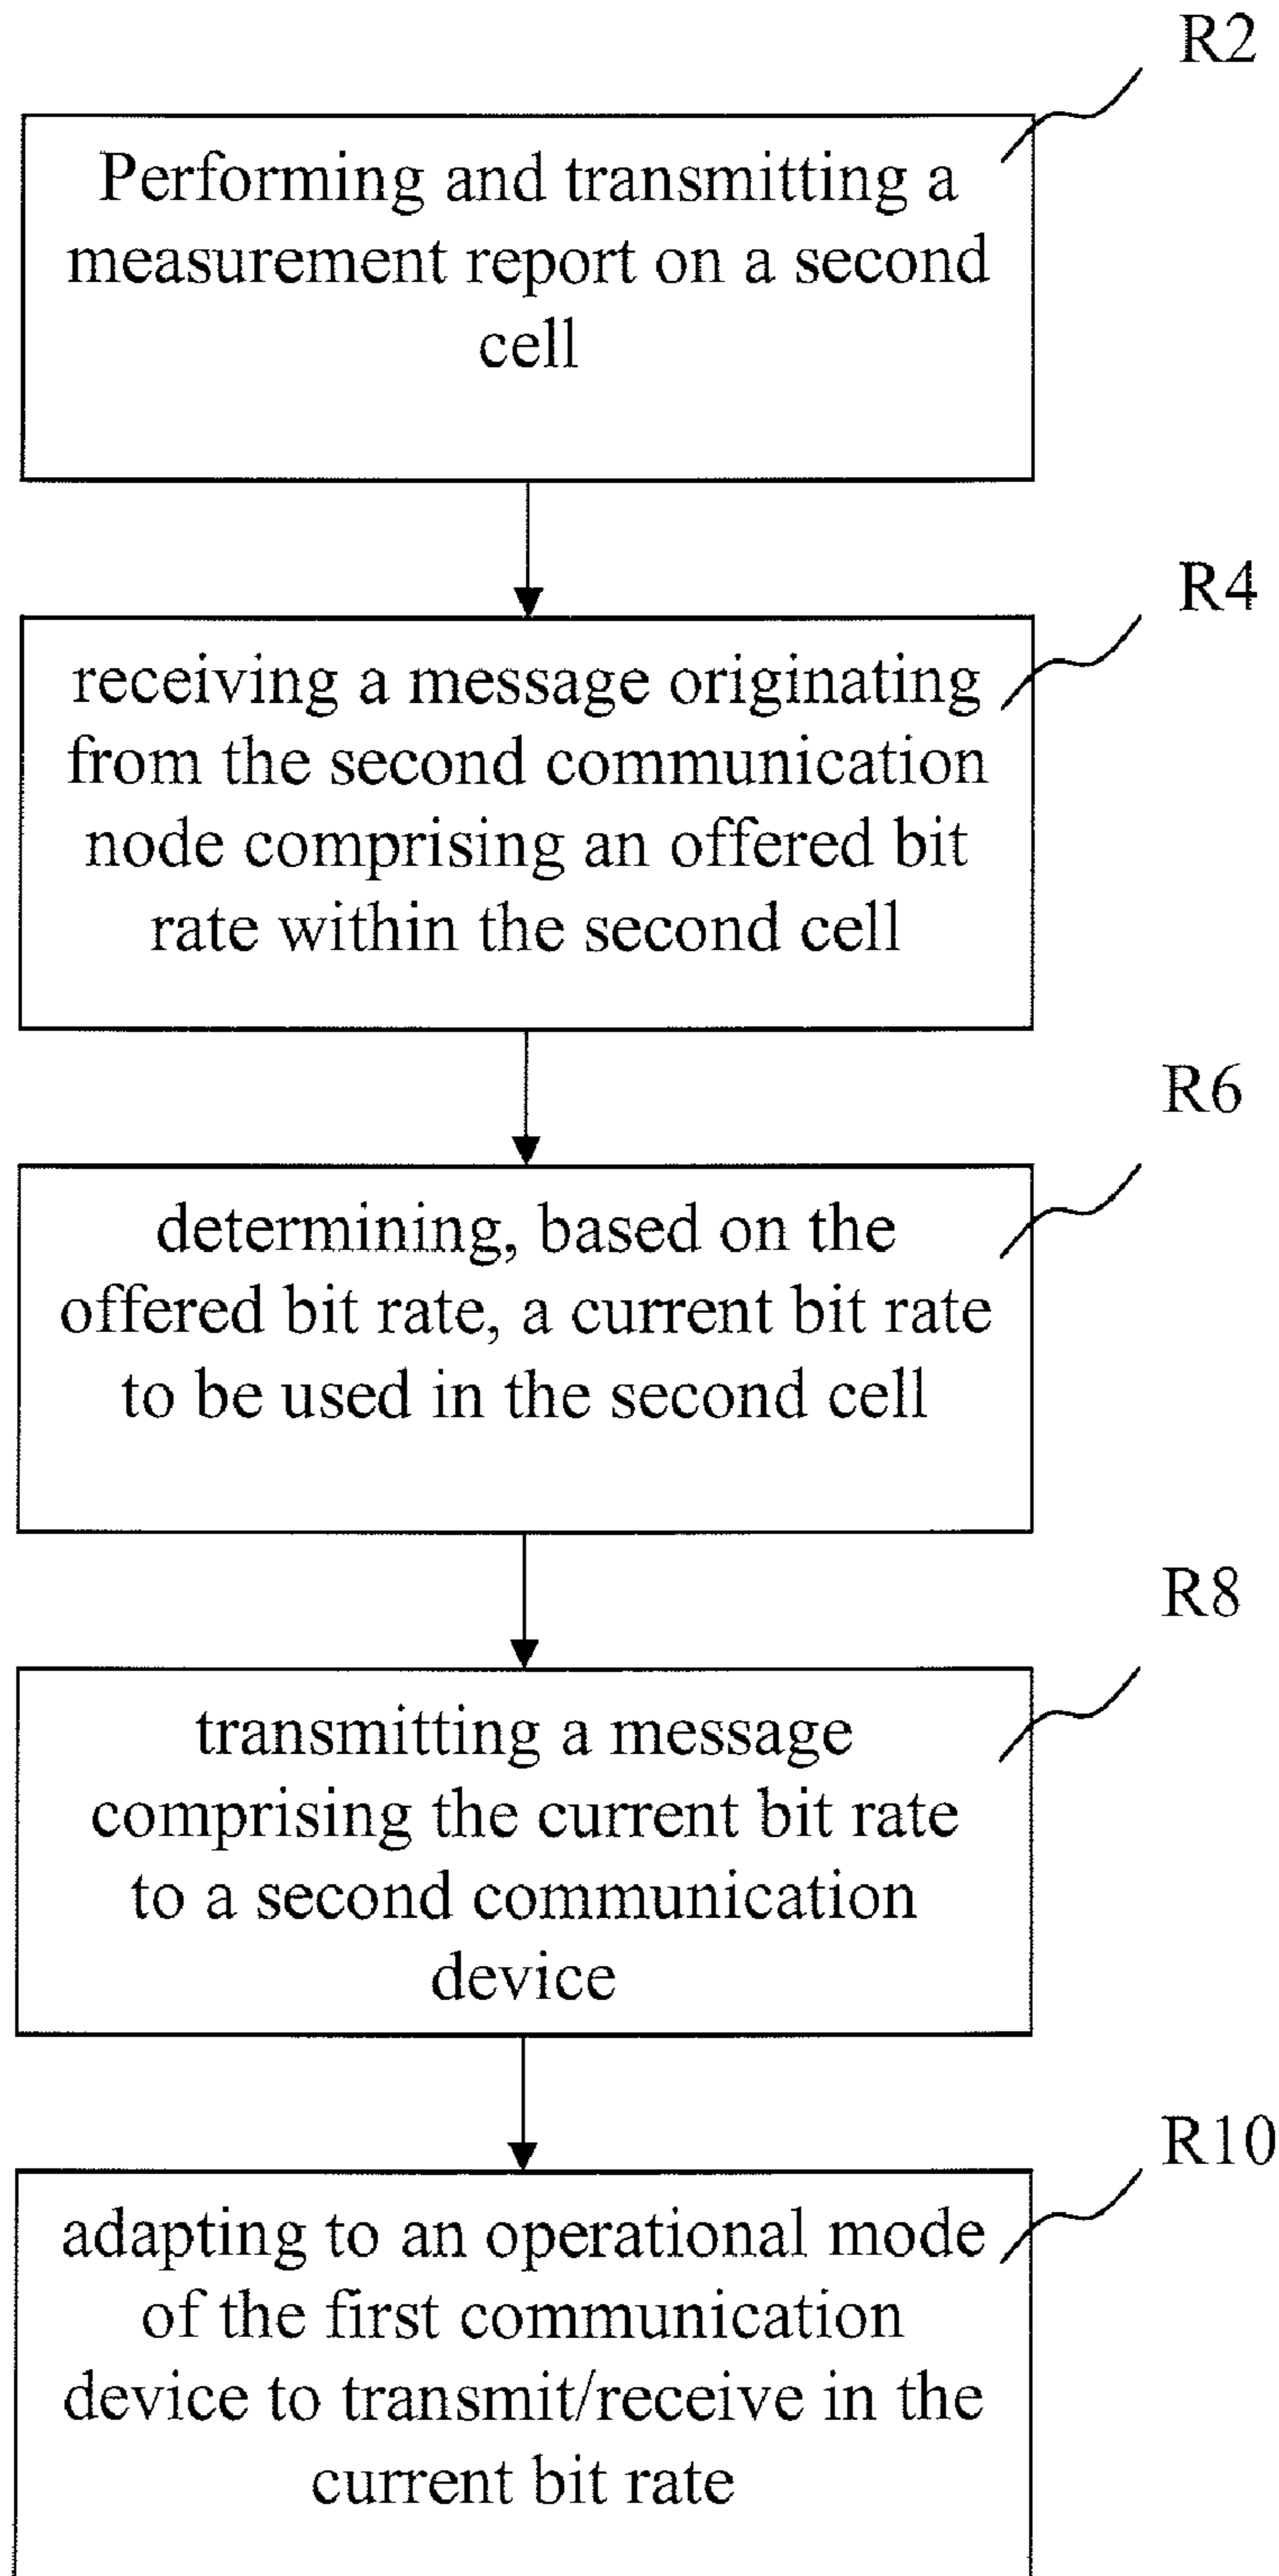 R2
Performing and transmitting a
measurement report on a second
cell
R4
receiving a message originating
from the second communication
node comprising an offered bit
rate within the second cell
R6
determining, based on the
offered bit rate, a current bit rate
to be used in the second cell
R8
transmitting a message
comprising the current bit rate
to a second communication
device
R10
adapting to an operational mode
of the first communication
device to transmit/receive in the
current bit rate